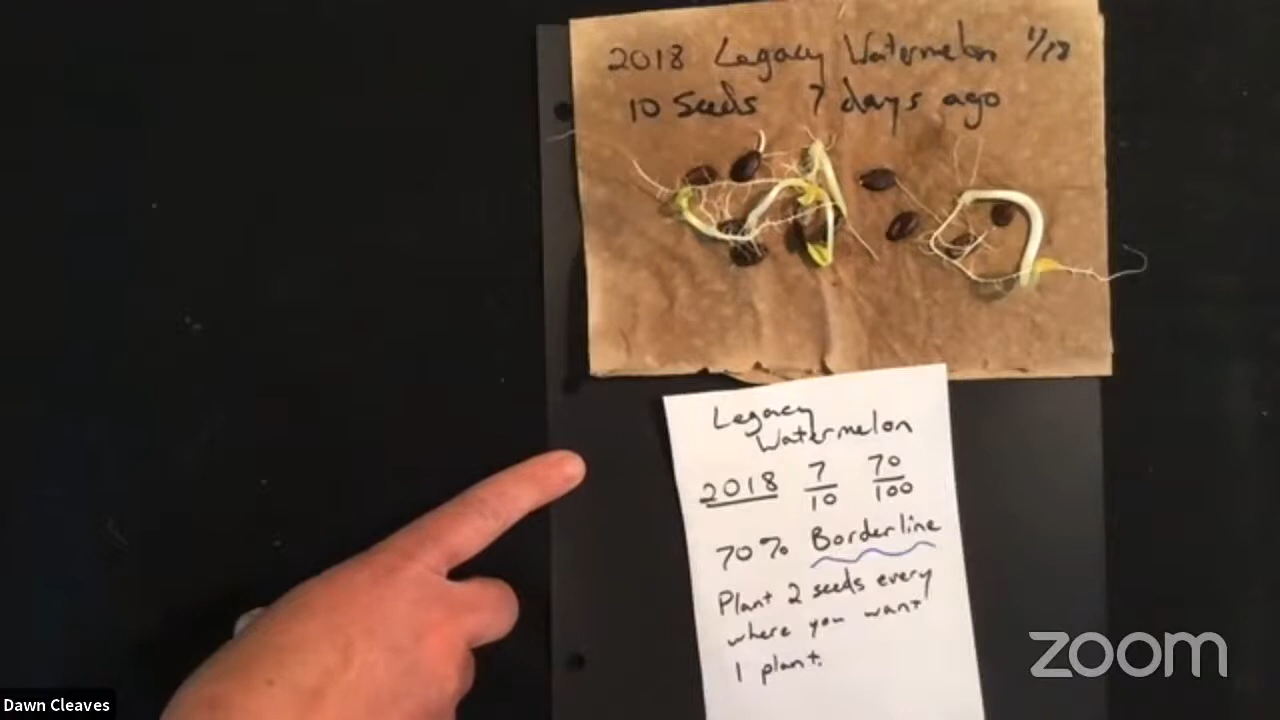 2018 Legacy Watermelon 1/13
10 Seeds 7 days ago
Legacy
Watermelon
2018 7/10 70/100
70% Borderline
Plant 2 seeds every
where you want
1 plant.
zoom
Dawn Cleaves